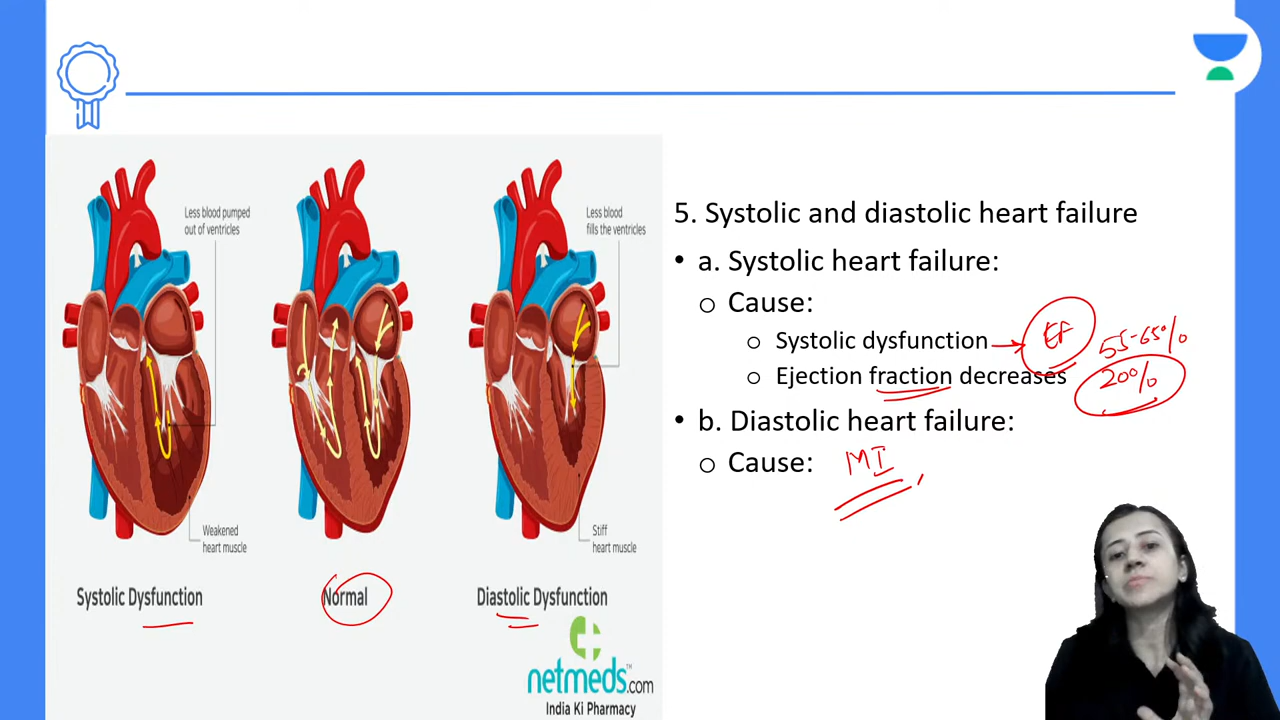 Less blood pumped
out of ventricles
Less blood
fills the ventricles
Weakened
heart muscle
Stiff
heart muscle
Systolic Dysfunction
Normal
Diastolic Dysfunction
netmeds.com
TM
India Ki Pharmacy
5. Systolic and diastolic heart failure
• a. Systolic heart failure:
o Cause:
o Systolic dysfunction → EF 55-65%
o Ejection fraction decreases 20%
• b. Diastolic heart failure:
o Cause: MI,